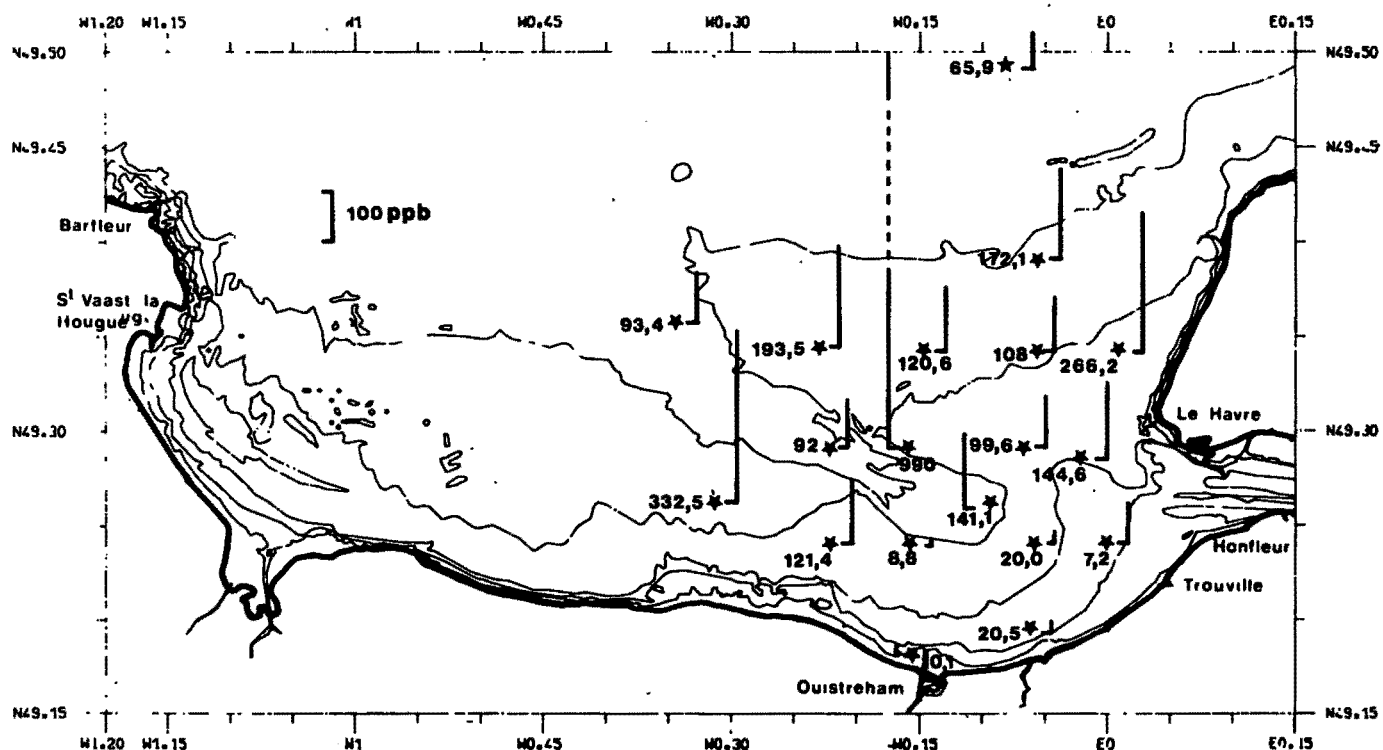 W1.20 W1.15 W1 W0.45 W0.30 W0.15 E0 E0.15
N49.50 65,9 N49.50
N49.45 N49.45
100 ppb
Barfleur
172,1
St Vaast la
Hougue
93,4 193,5 120,6 108 266,2
Le Havre
N49.30 92 990 99,6 N49.30
144,6
332,5 141,1
121,4 8,8 20,0 7,2 Honfleur
Trouville
20,5
0,1
Ouistreham
N49.15 N49.15
W1.20 W1.15 W1 W0.45 W0.30 W0.15 E0 E0.15